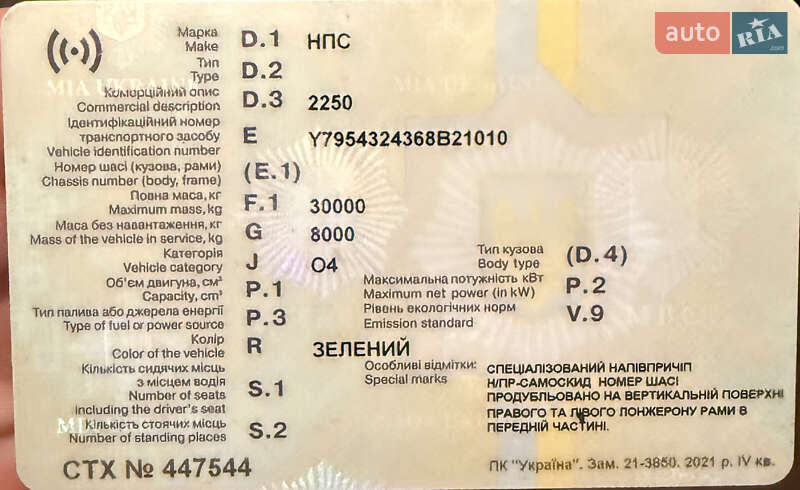 auto RIA .com
Марка D.1 НПС
Make
Тип D.2
Type
MIA UKRAINE
Комерційний опис D.3 2250
Commercial description
Ідентифікаційний номер
транспортного засобу E Y7954324368B21010
Vehicle identification number
Номер шасі (кузова, рами) (E.1)
Chassis number (body, frame)
Повна маса, кг F.1 30000
Maximum mass, kg
Маса без навантаження, кг G 8000
Mass of the vehicle in service, kg
Категорія J O4
Vehicle category
Тип кузова (D.4)
Body type
Об'єм двигуна, см³ P.1
Capacity, cm³
Максимальна потужність кВт P.2
Maximum net power (in kW)
Тип палива або джерела енергії P.3
Type of fuel or power source
Рівень екологічних норм V.9
Emission standard
Колір R ЗЕЛЕНИЙ
Color of the vehicle
Кількість сидячих місць
з місцем водія S.1
Number of seats
including the driver's seat
Кількість стоячих місць S.2
Number of standing places
Особливі відмітки:
Special marks
СПЕЦІАЛІЗОВАНИЙ НАПІВПРИЧІП
Н/ПР-САМОСКИД НОМЕР ШАСІ
ПРОДУБЛЬОВАНО НА ВЕРТИКАЛЬНІЙ ПОВЕРХНІ
ПРАВОГО ТА ЛІВОГО ЛОНЖЕРОНУ РАМИ В
ПЕРЕДНІЙ ЧАСТИНІ.
СТХ № 447544
ПК "Україна". Зам. 21-3850. 2021 р. IV кв.